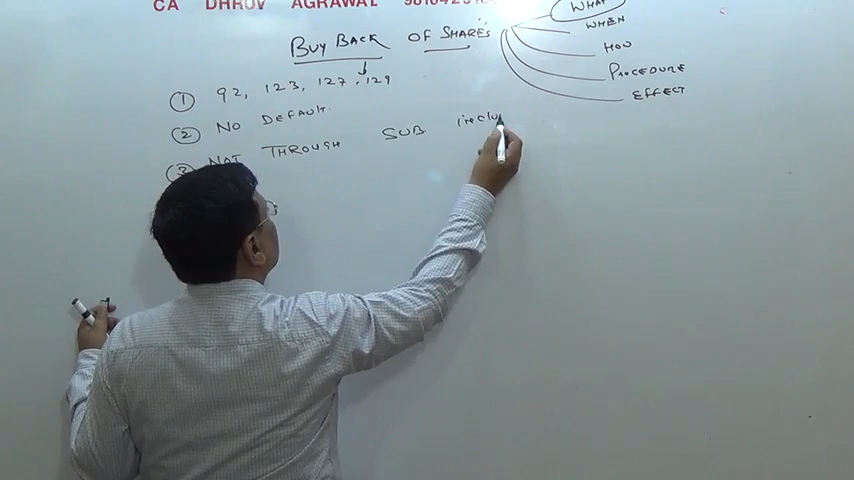 CA DHRUV AGRAWAL
BUY BACK OF SHARES
WHAT
WHEN
HOW
PROCEDURE
EFFECT
① 92, 123, 127, 129
② NO DEFAULT.
③ NOT THROUGH SUB. inclu